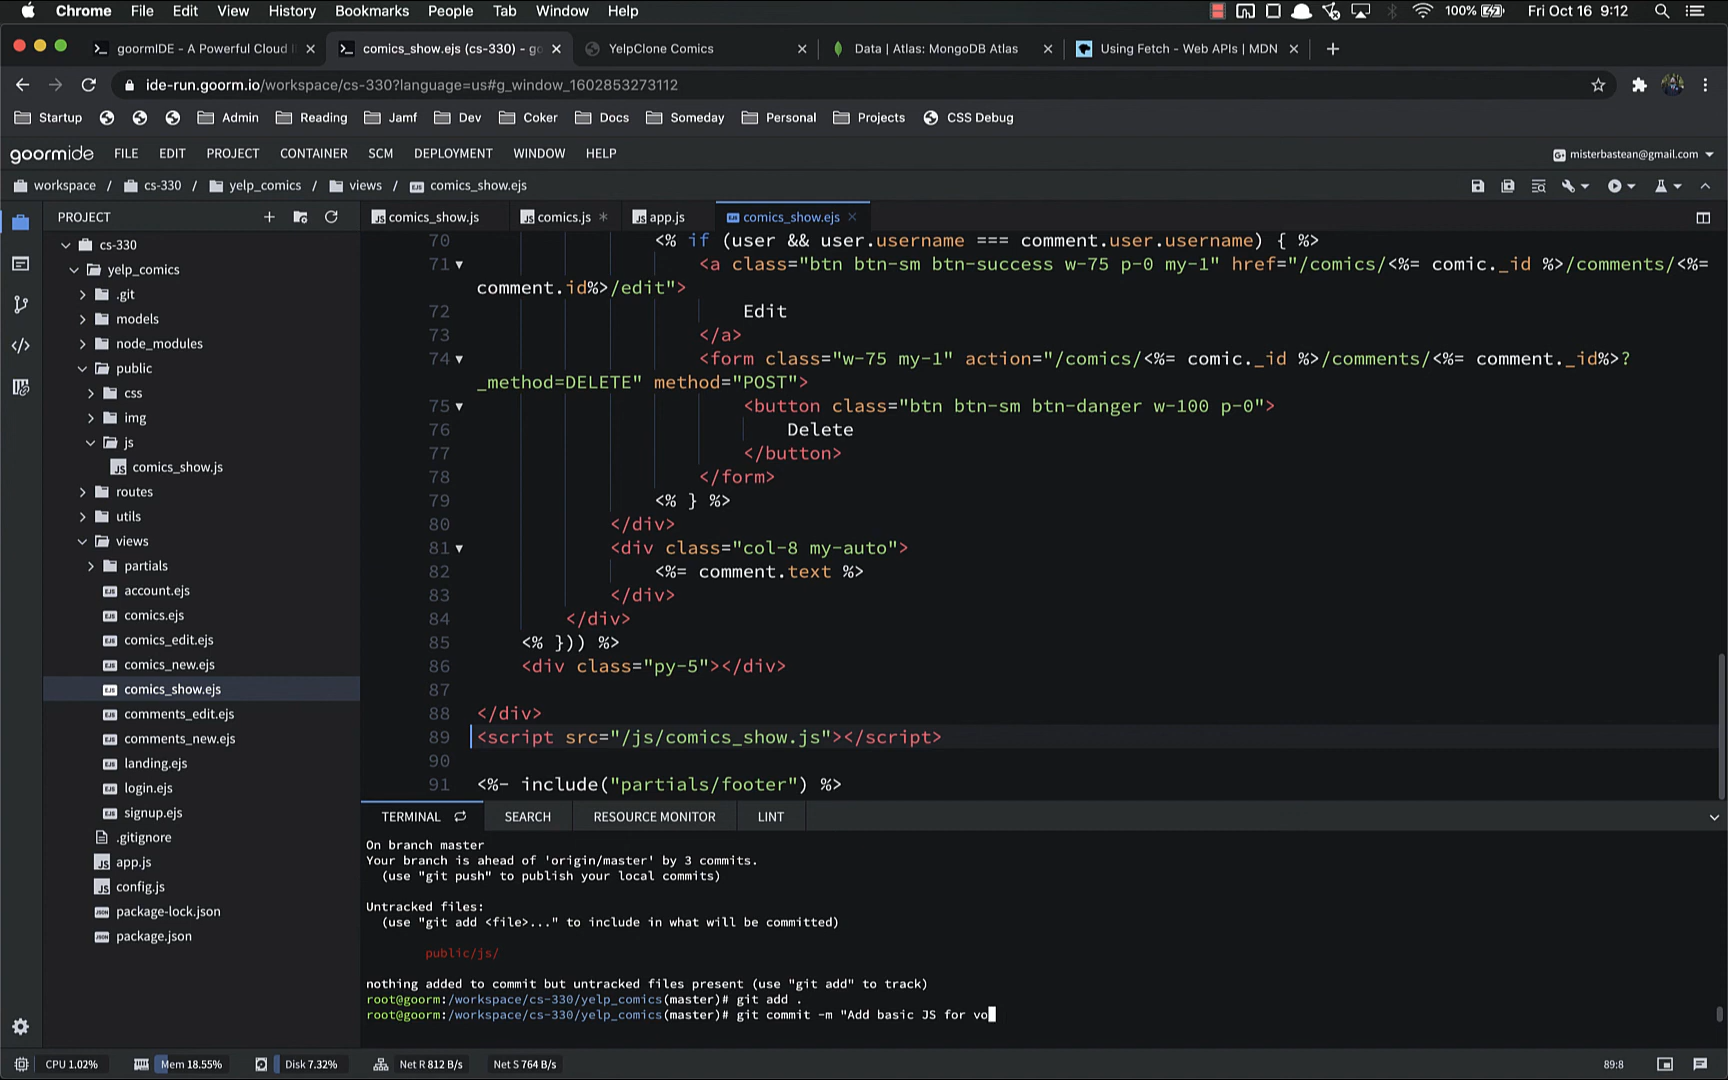 Chrome File Edit View History Bookmarks People Tab Window Help 100% Fri Oct 16 9:12
goormIDE - A Powerful Cloud I comics_show.ejs (cs-330) - go YelpClone Comics Data | Atlas: MongoDB Atlas Using Fetch - Web APIs | MDN
ide-run.goorm.io/workspace/cs-330?language=us#g_window_1602853273112
Startup Admin Reading Jamf Dev Coker Docs Someday Personal Projects CSS Debug
goormide FILE EDIT PROJECT CONTAINER SCM DEPLOYMENT WINDOW HELP misterbastean@gmail.com
workspace / cs-330 / yelp_comics / views / comics_show.ejs
PROJECT
cs-330
yelp_comics
.git
models
node_modules
public
css
img
js
comics_show.js
routes
utils
views
partials
account.ejs
comics.ejs
comics_edit.ejs
comics_new.ejs
comics_show.ejs
comments_edit.ejs
comments_new.ejs
landing.ejs
login.ejs
signup.ejs
.gitignore
app.js
config.js
package-lock.json
package.json
comics_show.js comics.js * app.js comics_show.ejs
70 <% if (user && user.username === comment.user.username) { %>
71 <a class="btn btn-sm btn-success w-75 p-0 my-1" href="/comics/<%= comic._id %>/comments/<%=
comment.id%>/edit">
72 Edit
73 </a>
74 <form class="w-75 my-1" action="/comics/<%= comic._id %>/comments/<%= comment._id%>?
_method=DELETE" method="POST">
75 <button class="btn btn-sm btn-danger w-100 p-0">
76 Delete
77 </button>
78 </form>
79 <% } %>
80 </div>
81 <div class="col-8 my-auto">
82 <%= comment.text %>
83 </div>
84 </div>
85 <% })) %>
86 <div class="py-5"></div>
87
88 </div>
89 <script src="/js/comics_show.js"></script>
90
91 <%- include("partials/footer") %>
TERMINAL SEARCH RESOURCE MONITOR LINT
On branch master
Your branch is ahead of 'origin/master' by 3 commits.
(use "git push" to publish your local commits)
Untracked files:
(use "git add <file>..." to include in what will be committed)
public/js/
nothing added to commit but untracked files present (use "git add" to track)
root@goorm:/workspace/cs-330/yelp_comics(master)# git add .
root@goorm:/workspace/cs-330/yelp_comics(master)# git commit -m "Add basic JS for vo
CPU 1.02% Mem 18.55% Disk 7.32% Net R 812 B/s Net S 764 B/s 89:8